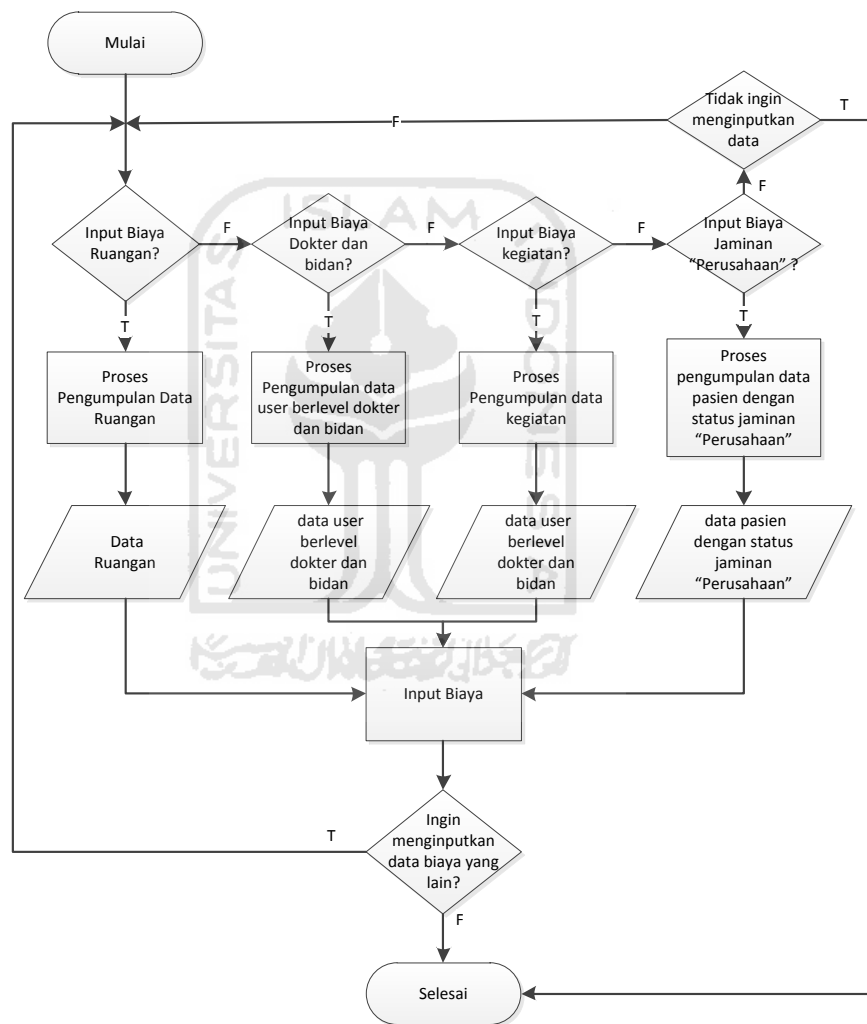 Mulai
Tidak ingin
menginputkan
data
T
F
F
Input Biaya
Ruangan?
F
Input Biaya
Dokter dan
bidan?
F
Input Biaya
kegiatan?
F
Input Biaya
Jaminan
“Perusahaan” ?
T
T
T
T
Proses
Pengumpulan Data
Ruangan
Proses
Pengumpulan data
user berlevel dokter
dan bidan
Proses
Pengumpulan data
kegiatan
Proses
pengumpulan data
pasien dengan
status jaminan
“Perusahaan”
Data
Ruangan
data user
berlevel
dokter dan
bidan
data user
berlevel
dokter dan
bidan
data pasien
dengan status
jaminan
“Perusahaan”
Input Biaya
Ingin
menginputkan
data biaya yang
lain?
T
F
Selesai
UNIVERSITAS
ISLAM
INDONESIA